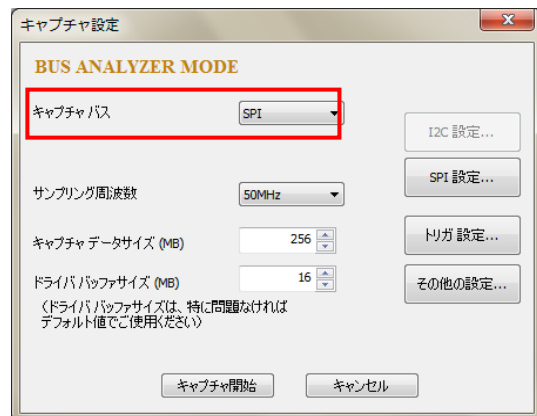 キャプチャ設定
BUS ANALYZER MODE
キャプチャ バス SPI
I2C 設定...
SPI 設定...
サンプリング周波数 50MHz
トリガ 設定...
キャプチャ データサイズ (MB) 256
ドライバ バッファサイズ (MB) 16
その他の設定...
(ドライバ バッファサイズは、特に問題なければ
デフォルト値でご使用ください)
キャプチャ開始 キャンセル